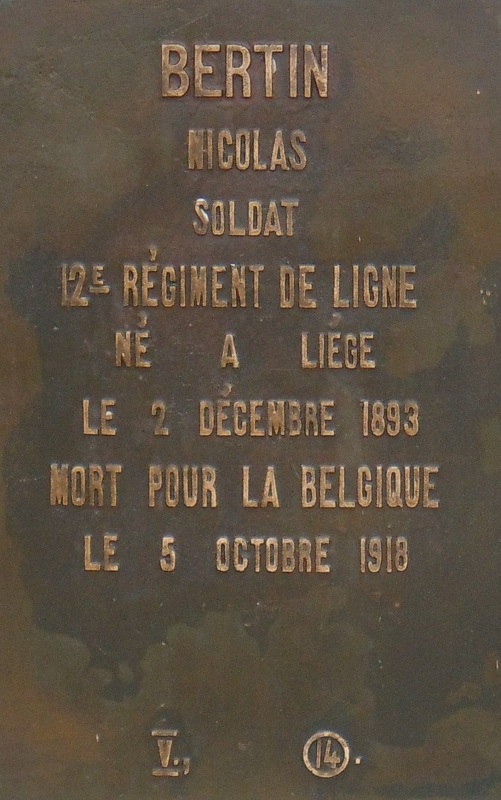 BERTIN
NICOLAS
SOLDAT
12E RÉGIMENT DE LIGNE
NÉ A LIÉGE
LE 2 DÉCEMBRE 1893
MORT POUR LA BELGIQUE
LE 5 OCTOBRE 1918
V., 14.